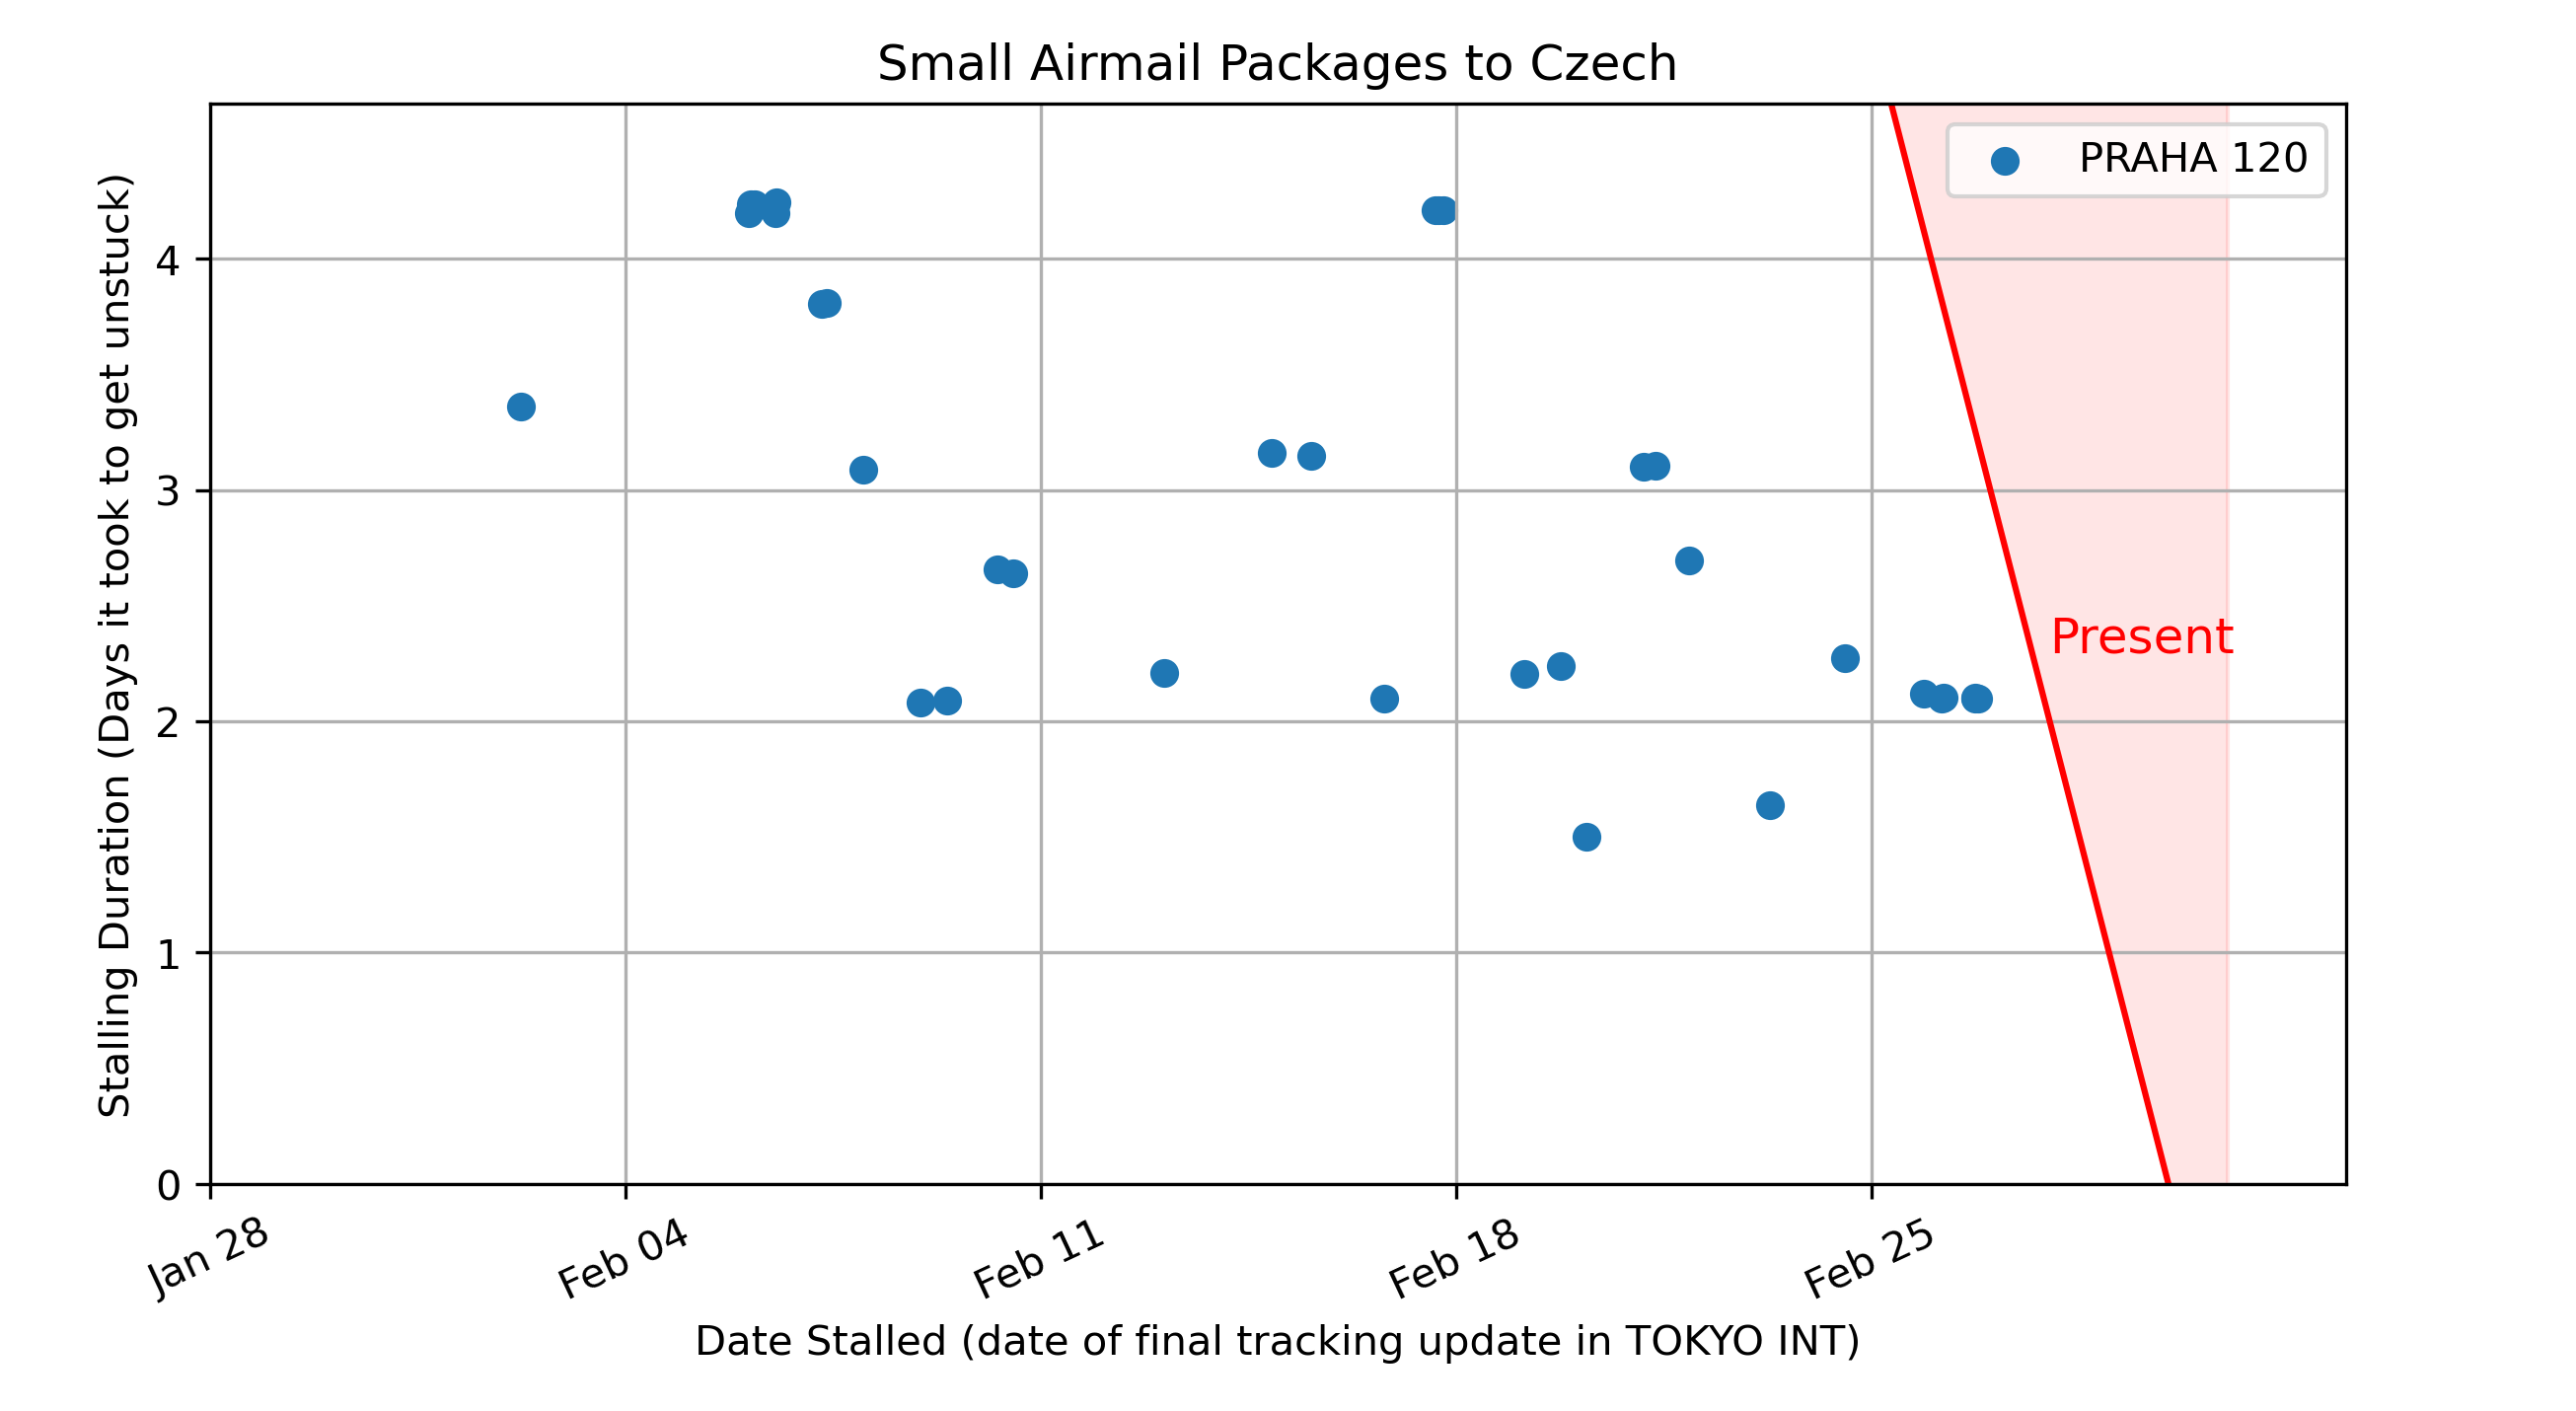 Small Airmail Packages to Czech
PRAHA 120
Present
Stalling Duration (Days it took to get unstuck)
4
3
2
1
0
Jan 28
Feb 04
Feb 11
Feb 18
Feb 25
Date Stalled (date of final tracking update in TOKYO INT)